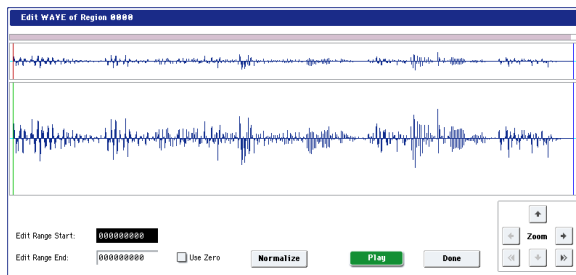 Edit WAVE of Region 0000
Edit Range Start: 000000000
Zoom
Edit Range End: 000000000 Use Zero Normalize Play Done